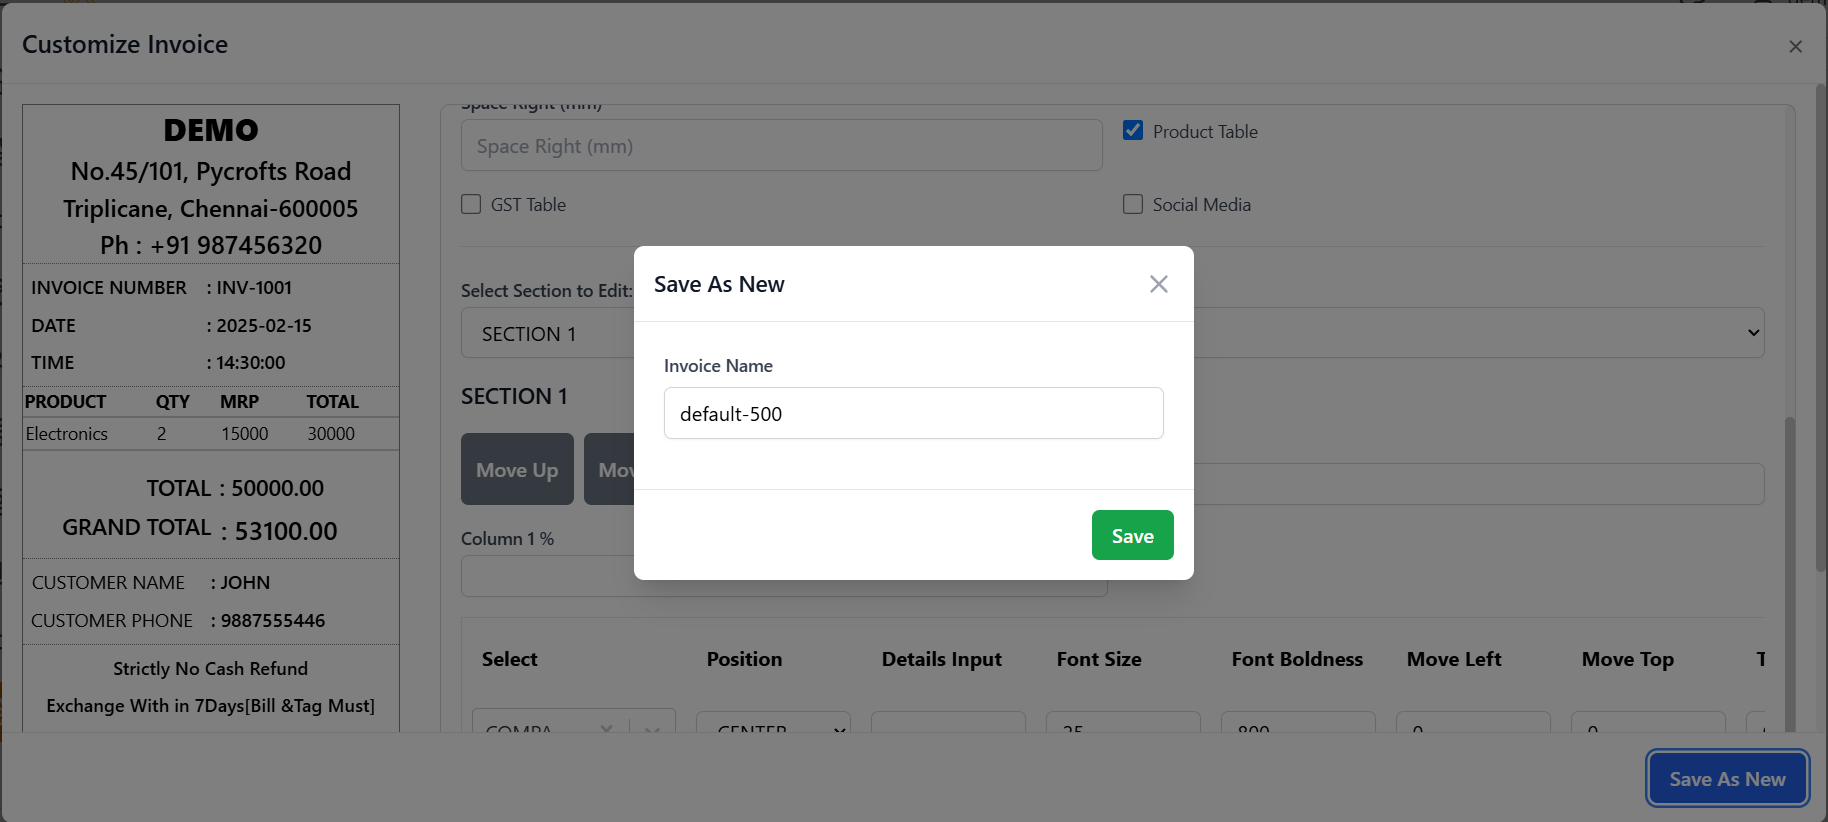 Customize Invoice
DEMO
No.45/101, Pycrofts Road
Triplicane, Chennai-600005
Ph : +91 987456320
INVOICE NUMBER : INV-1001
DATE : 2025-02-15
TIME : 14:30:00
PRODUCT QTY MRP TOTAL
Electronics 2 15000 30000
TOTAL : 50000.00
GRAND TOTAL : 53100.00
CUSTOMER NAME : JOHN
CUSTOMER PHONE : 9887555446
Strictly No Cash Refund
Exchange With in 7Days[Bill &Tag Must]
Space Right (mm)
Space Right (mm)
Product Table
GST Table
Social Media
Select Section to Edit:
SECTION 1
SECTION 1
Move Up
Column 1 %
Select Position Details Input Font Size Font Boldness Move Left Move Top
COMPA CENTER 25 800 0 0
Save As New
Invoice Name
default-500
Save
Save As New